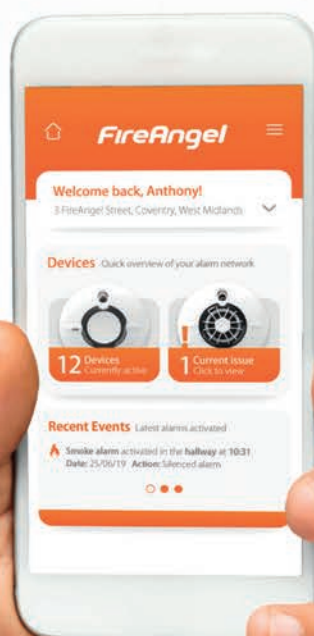 FireAngel
Welcome back, Anthony!
3 FireAngel Street, Coventry, West Midlands
Devices Quick overview of your alarm network
12 Devices
Currently active
! 1 Current issue
Click to view
Recent Events Latest alarms activated
Smoke alarm activated in the hallway at 10:31
Date: 25/06/19 Action: Silenced alarm